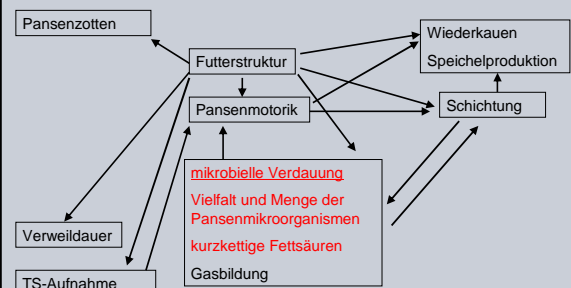 Pansenzotten
Wiederkauen
Speichelproduktion
Futterstruktur
Pansenmotorik
Schichtung
mikrobielle Verdauung
Vielfalt und Menge der
Pansenmikroorganismen
kurzkettige Fettsäuren
Gasbildung
Verweildauer
TS-Aufnahme